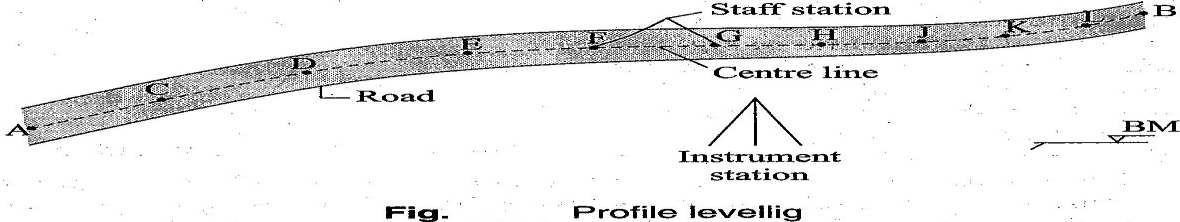 Staff station
A C D E F G H J K L B
Centre line
Road
BM
Instrument
station
Fig. Profile levellig